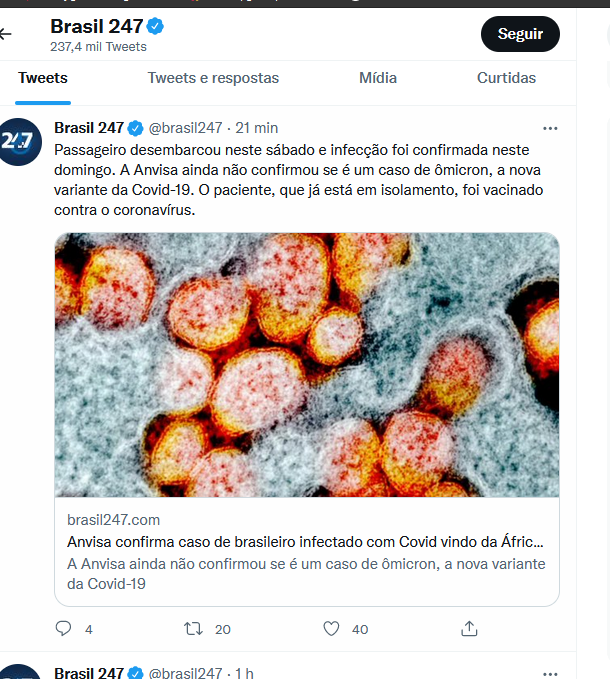 Brasil 247
237,4 mil Tweets
Seguir
Tweets
Tweets e respostas
Mídia
Curtidas
247
Brasil 247 @brasil247 · 21 min
Passageiro desembarcou neste sábado e infecção foi confirmada neste
domingo. A Anvisa ainda não confirmou se é um caso de ômicron, a nova
variante da Covid-19. O paciente, que já está em isolamento, foi vacinado
contra o coronavírus.
brasil247.com
Anvisa confirma caso de brasileiro infectado com Covid vindo da Áfric...
A Anvisa ainda não confirmou se é um caso de ômicron, a nova variante
da Covid-19
4
20
40
Brasil 247 @brasil247 · 1 h